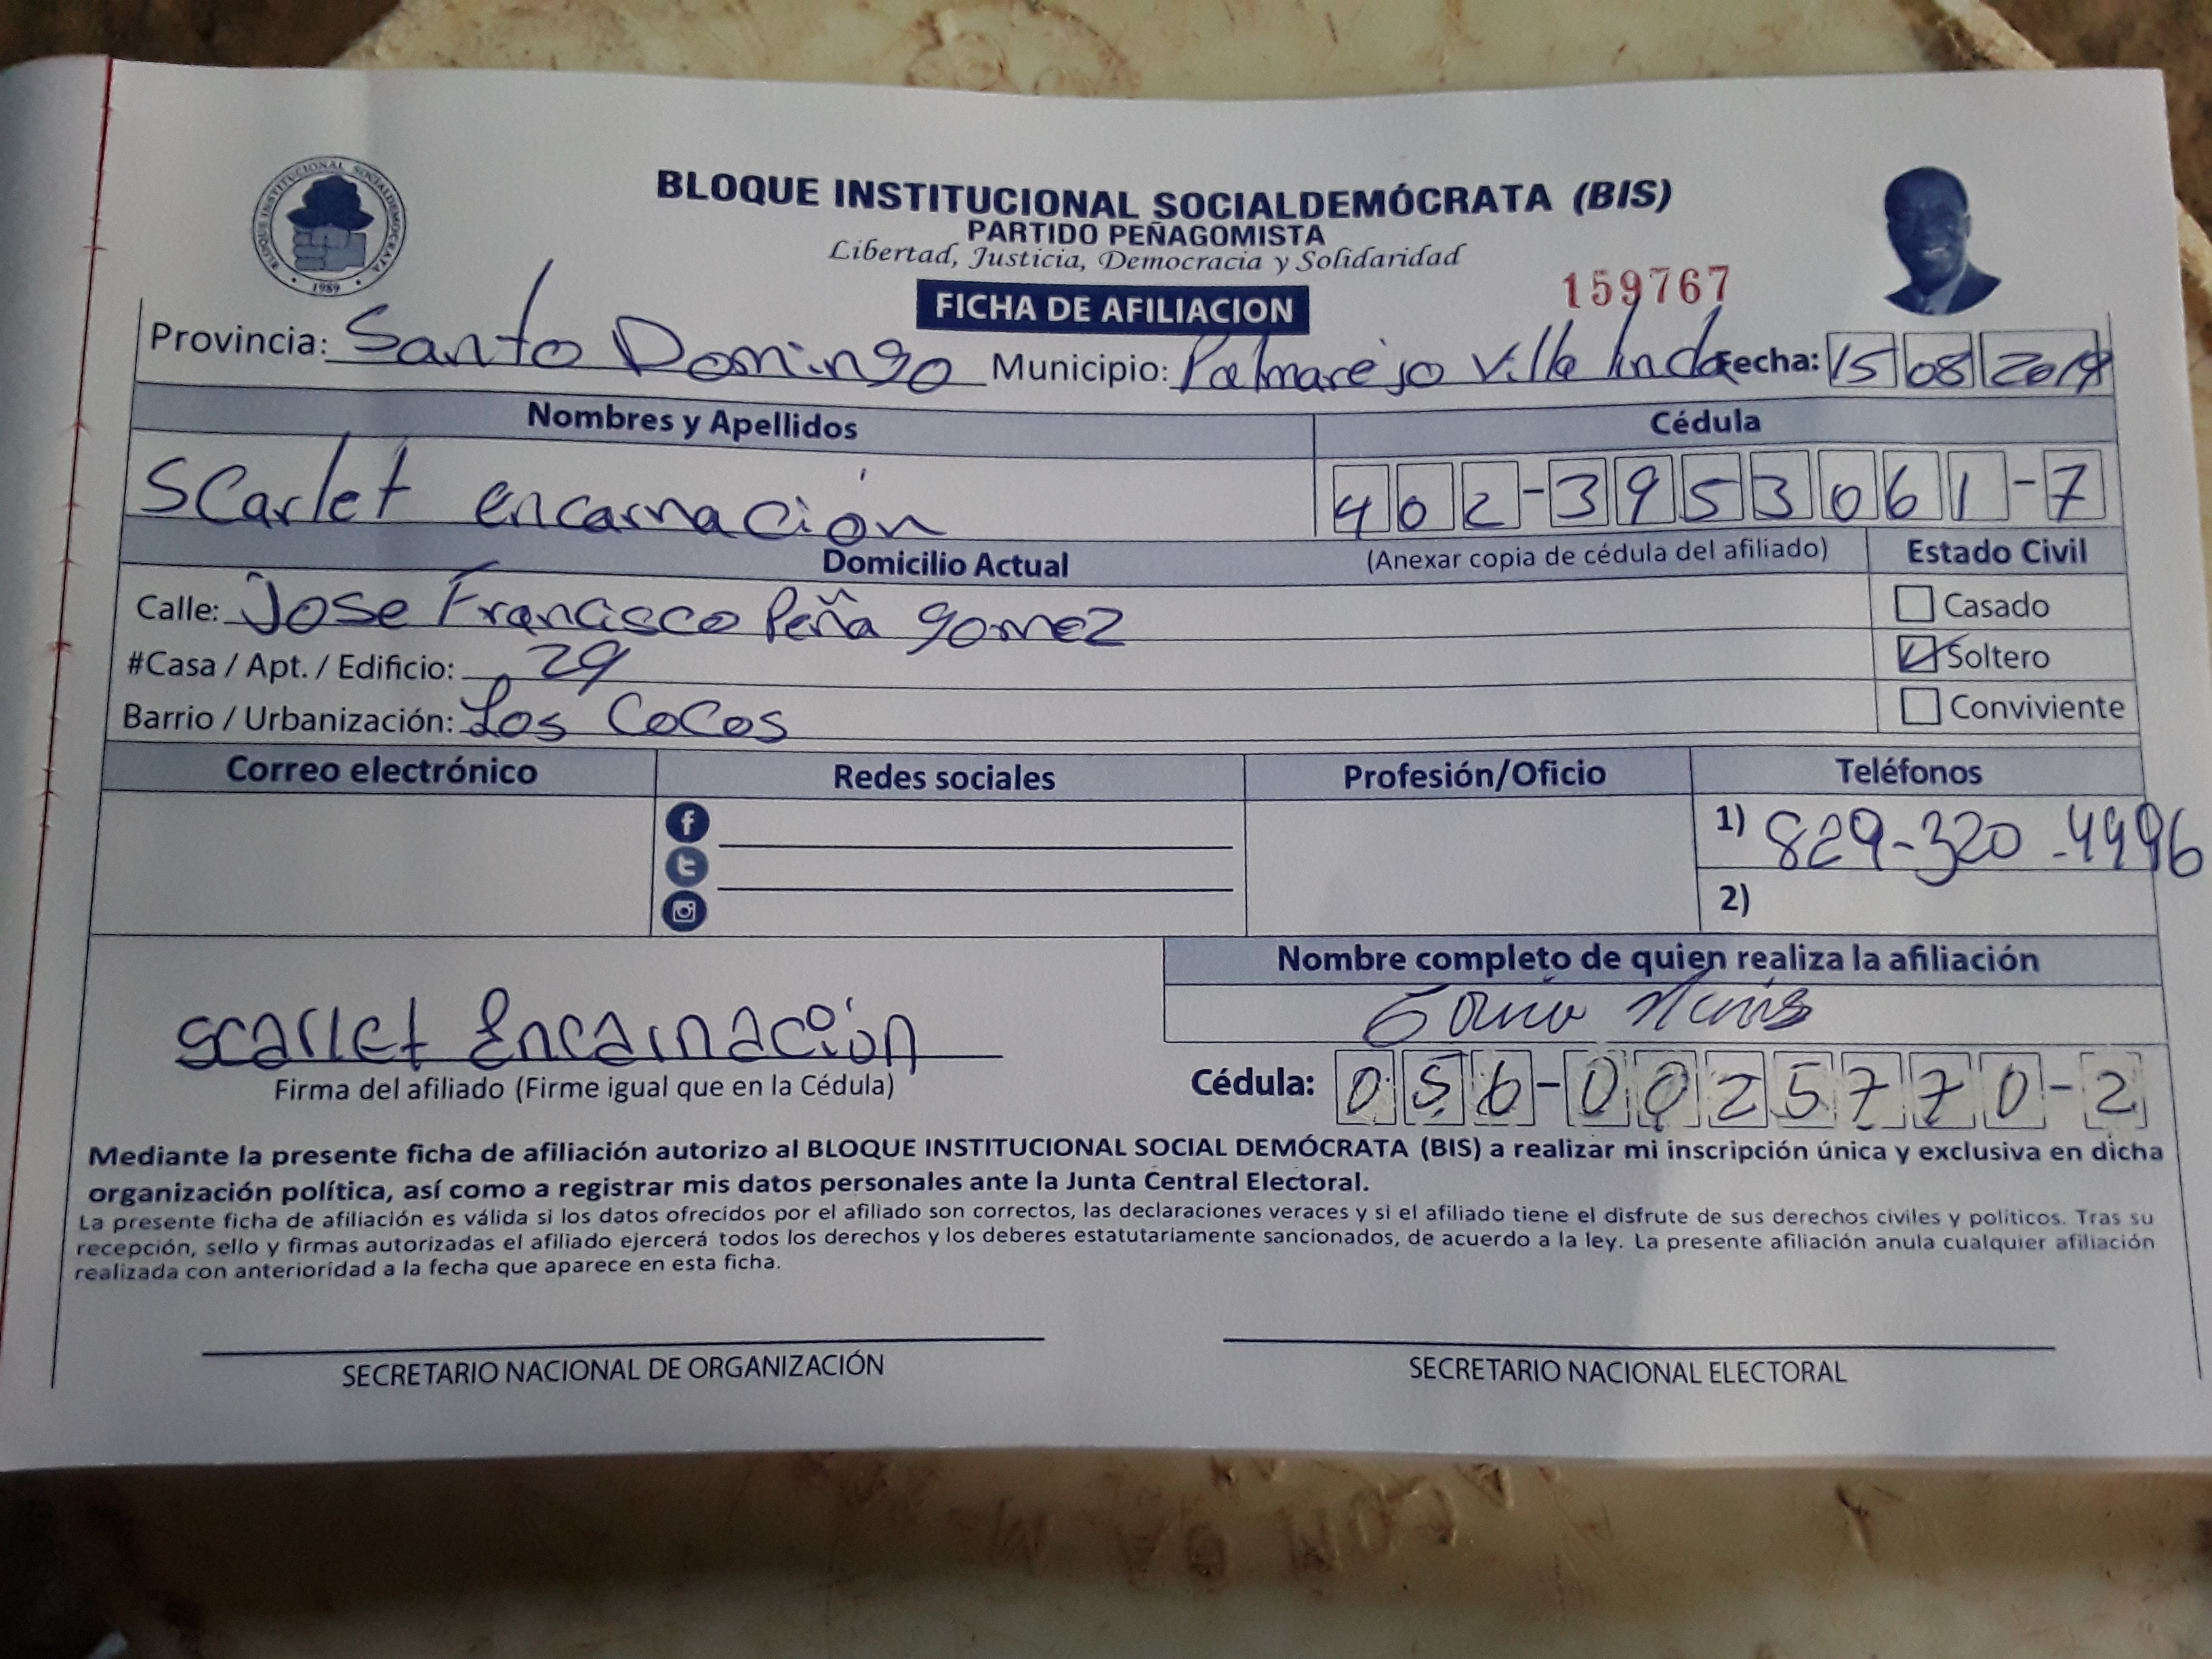 BLOQUE INSTITUCIONAL SOCIALDEMOCRATA
1989
BLOQUE INSTITUCIONAL SOCIALDEMÓCRATA (BIS)
PARTIDO PEÑAGOMISTA
Libertad, Justicia, Democracia y Solidaridad
159767
FICHA DE AFILIACION
Provincia: Santo Domingo Municipio: Palmarejo Villa linda Fecha: 15 08 2019
Nombres y Apellidos Cédula
Scarlet encarnación 402-3953061-7
Domicilio Actual (Anexar copia de cédula del afiliado) Estado Civil
Calle: Jose Francisco Peña gomez Casado
#Casa / Apt. / Edificio: 29 Soltero
Barrio / Urbanización: Los Cocos Conviviente
Correo electrónico Redes sociales Profesión/Oficio Teléfonos
1) 829-320-4496
2)
Nombre completo de quien realiza la afiliación
scarlet Encarnación
Firma del afiliado (Firme igual que en la Cédula)
Cédula: 056-0025770-2
Mediante la presente ficha de afiliación autorizo al BLOQUE INSTITUCIONAL SOCIAL DEMÓCRATA (BIS) a realizar mi inscripción única y exclusiva en dicha
organización política, así como a registrar mis datos personales ante la Junta Central Electoral.
La presente ficha de afiliación es válida si los datos ofrecidos por el afiliado son correctos, las declaraciones veraces y si el afiliado tiene el disfrute de sus derechos civiles y políticos. Tras su
recepción, sello y firmas autorizadas el afiliado ejercerá todos los derechos y los deberes estatutariamente sancionados, de acuerdo a la ley. La presente afiliación anula cualquier afiliación
realizada con anterioridad a la fecha que aparece en esta ficha.
SECRETARIO NACIONAL DE ORGANIZACIÓN SECRETARIO NACIONAL ELECTORAL